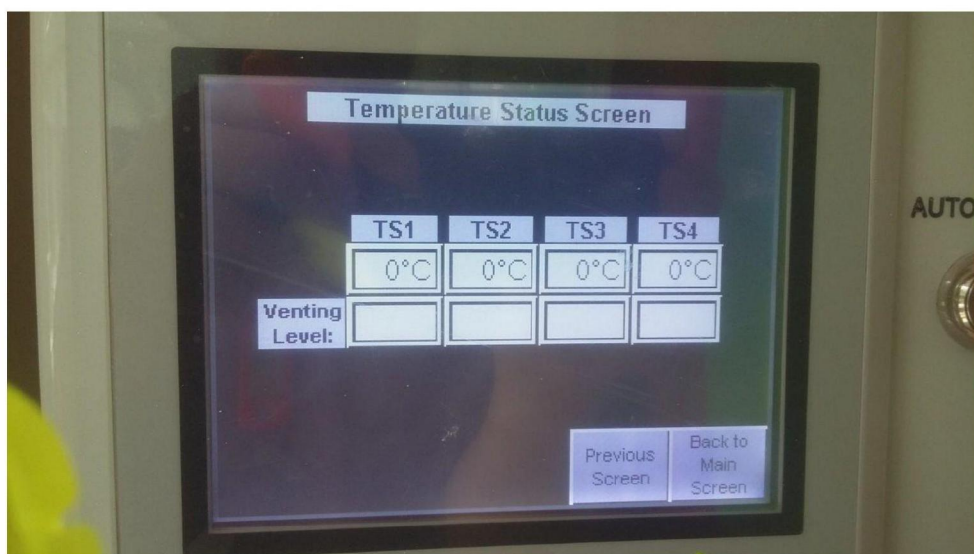 Temperature Status Screen
TS1 TS2 TS3 TS4
0°C 0°C 0°C 0°C
Venting
Level:
Previous
Screen
Back to
Main
Screen
AUTO